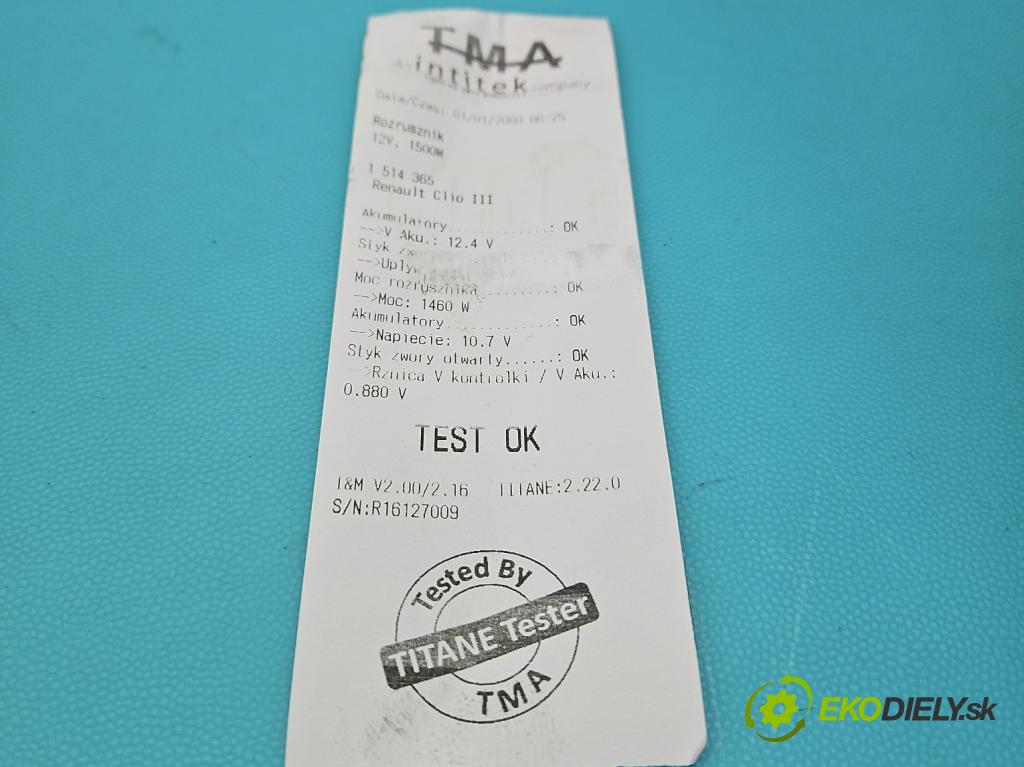 TMA
intitek
An company
Data/Czas: 01/01/2000 06:25
Rozrusznik
12V, 1500W
1 514 365
Renault Clio III
Akumulatory..............: OK
-->V Aku.: 12.4 V
Styk
-->Uplyw
Moc rozrusznika..........: OK
-->Moc: 1460 W
Akumulatory..............: OK
-->Napiecie: 10.7 V
Styk zwory otwarty......: OK
-->Rznica V kontrolki / V Aku.:
0.880 V
TEST OK
I&M V2.00/2.16 TITANE:2.22.0
S/N:R16127009
Tested By
TITANE Tester
TMA
EKODIELY.sk